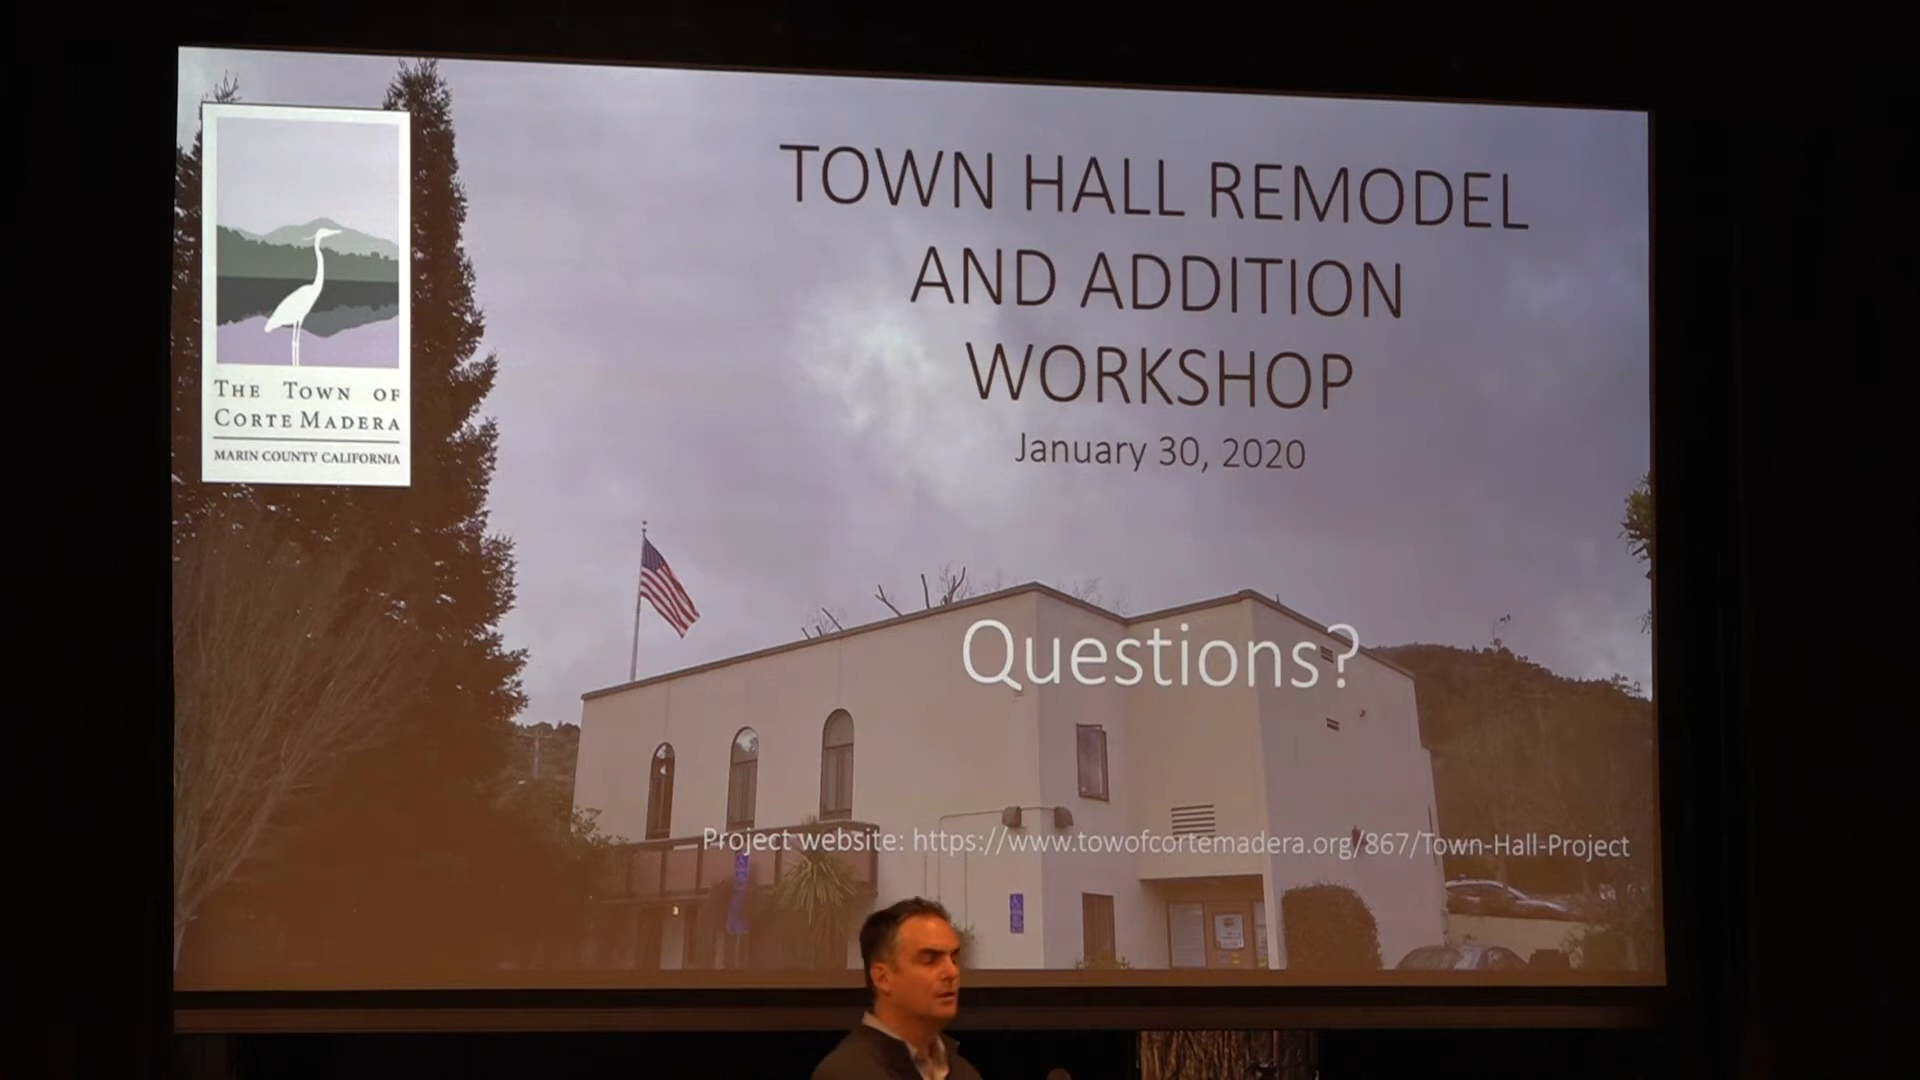 THE TOWN OF
CORTE MADERA
MARIN COUNTY CALIFORNIA
TOWN HALL REMODEL
AND ADDITION
WORKSHOP
January 30, 2020
Questions?
Project website: https://www.towofcortemadera.org/867/Town-Hall-Project